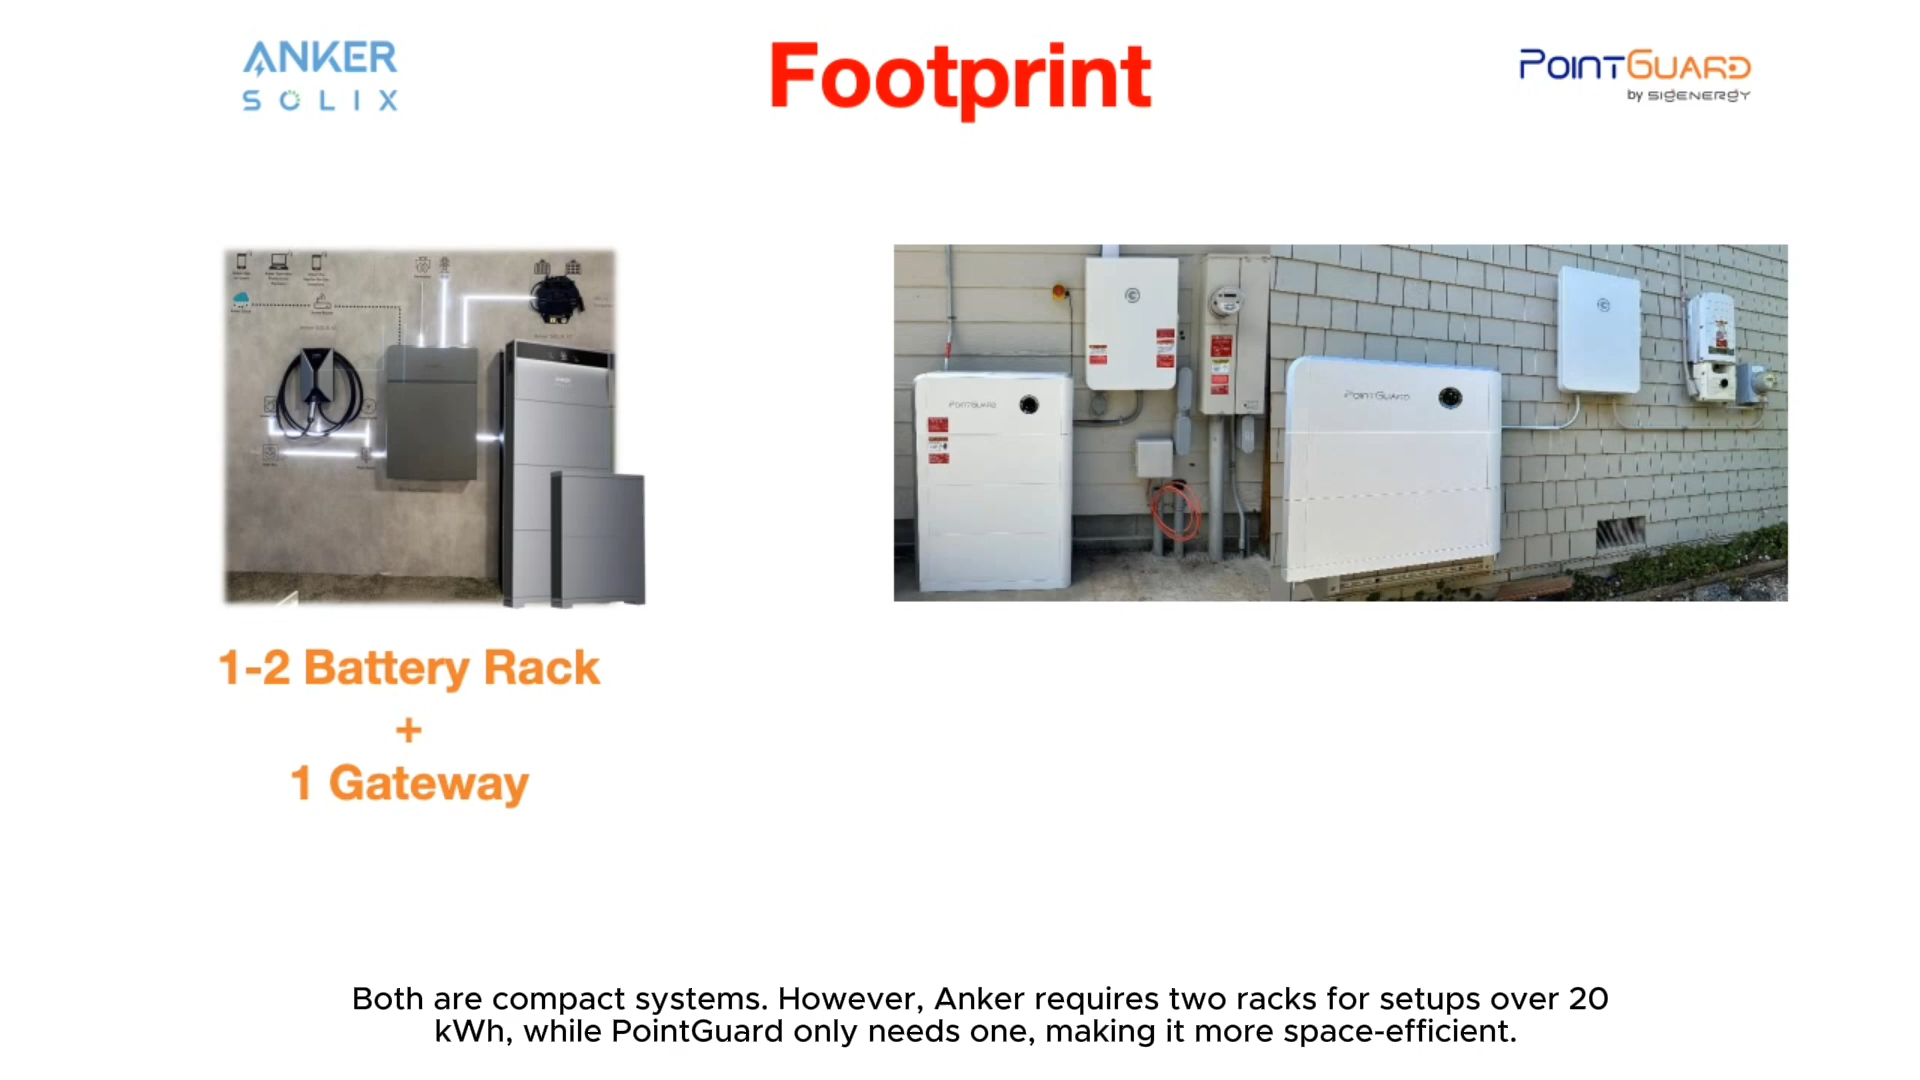 ANKER
SOLIX
Footprint
POINTGUARD
by SIGENERGY
ANKER
POINTGUARD
POINTGUARD
1-2 Battery Rack
+
1 Gateway
Both are compact systems. However, Anker requires two racks for setups over 20
kWh, while PointGuard only needs one, making it more space-efficient.